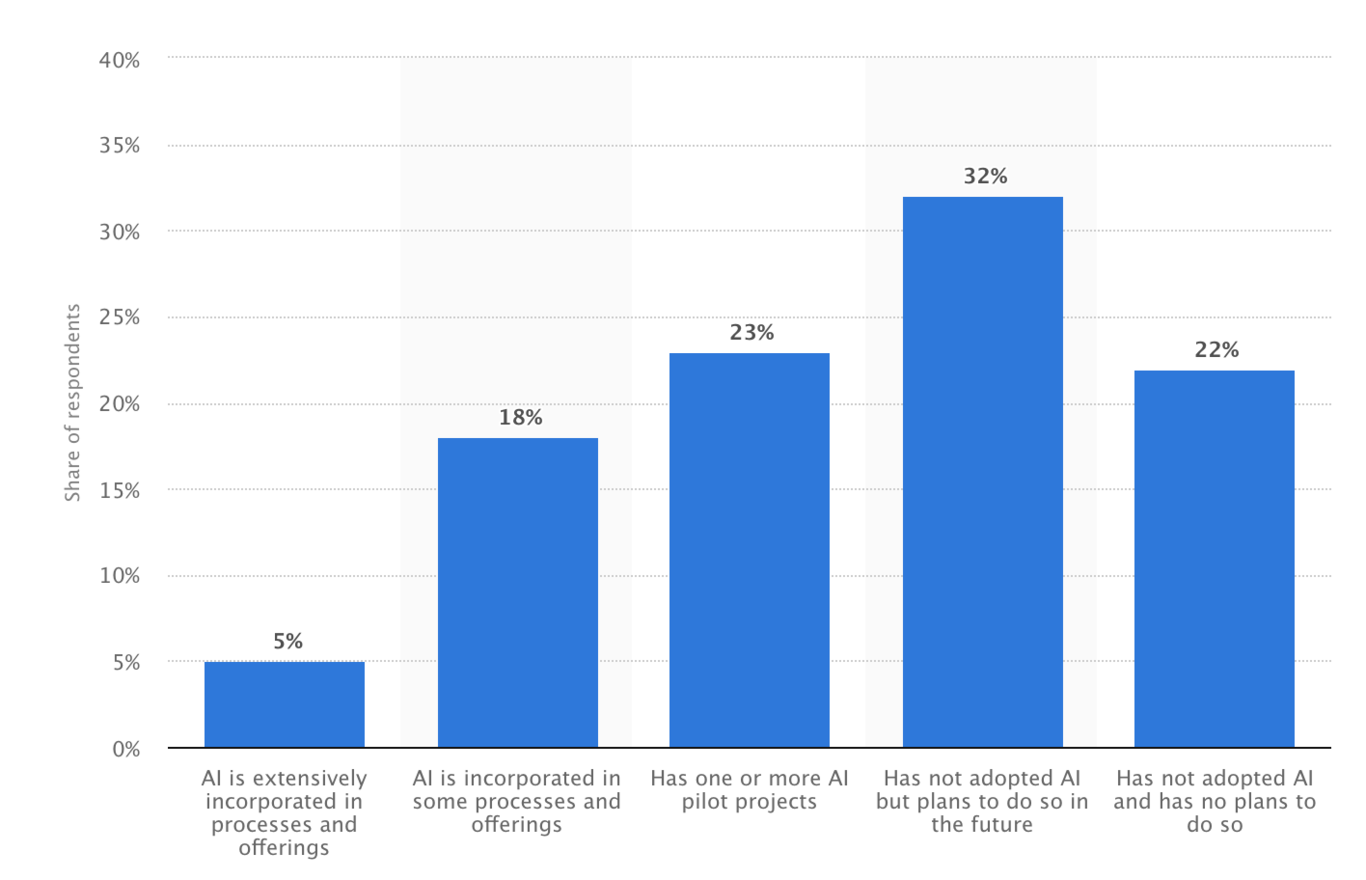 40%
35%
30%
25%
20%
15%
10%
5%
0%
Share of respondents
5%
18%
23%
32%
22%
AI is extensively
incorporated in
processes and
offerings
AI is incorporated in
some processes and
offerings
Has one or more AI
pilot projects
Has not adopted AI
but plans to do so in
the future
Has not adopted AI
and has no plans to
do so